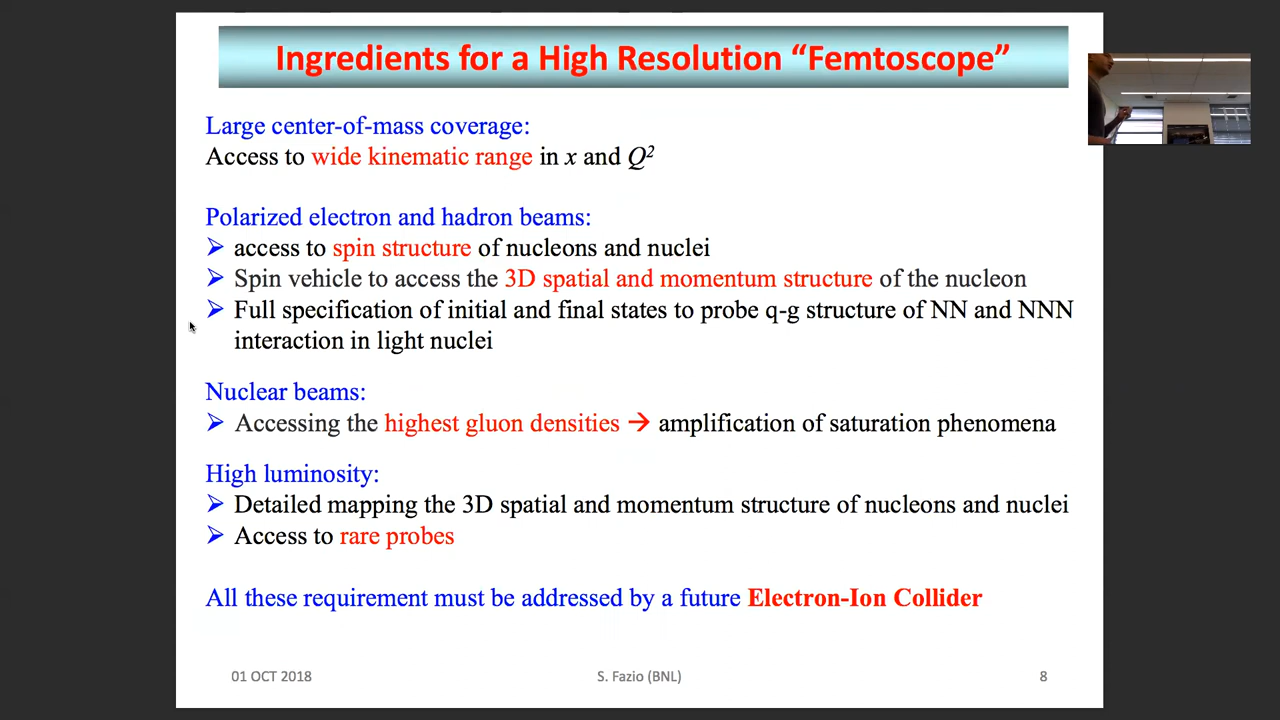 Ingredients for a High Resolution “Femtoscope”
Large center-of-mass coverage:
Access to wide kinematic range in x and Q²
Polarized electron and hadron beams:
➢ access to spin structure of nucleons and nuclei
➢ Spin vehicle to access the 3D spatial and momentum structure of the nucleon
➢ Full specification of initial and final states to probe q-g structure of NN and NNN
interaction in light nuclei
Nuclear beams:
➢ Accessing the highest gluon densities → amplification of saturation phenomena
High luminosity:
➢ Detailed mapping the 3D spatial and momentum structure of nucleons and nuclei
➢ Access to rare probes
All these requirement must be addressed by a future Electron-Ion Collider
01 OCT 2018
S. Fazio (BNL)
8